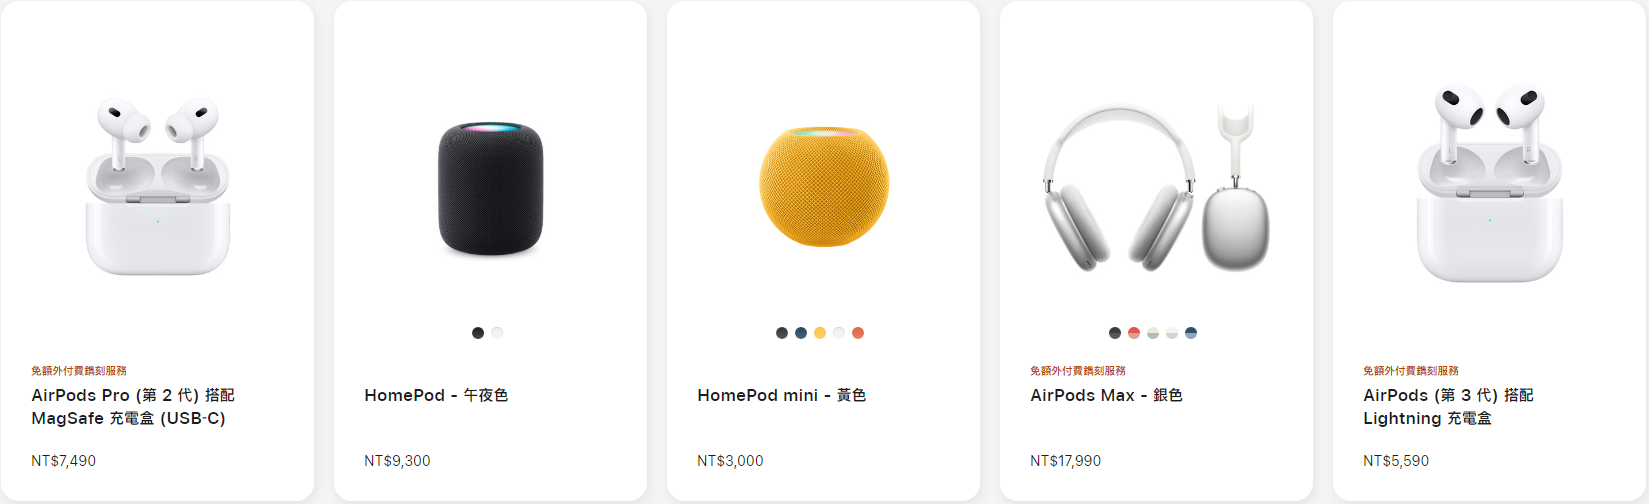 免額外付費鐫刻服務
AirPods Pro (第 2 代) 搭配
MagSafe 充電盒 (USB-C)
NT$7,490
HomePod - 午夜色
NT$9,300
HomePod mini - 黃色
NT$3,000
免額外付費鐫刻服務
AirPods Max - 銀色
NT$17,990
免額外付費鐫刻服務
AirPods (第 3 代) 搭配
Lightning 充電盒
NT$5,590